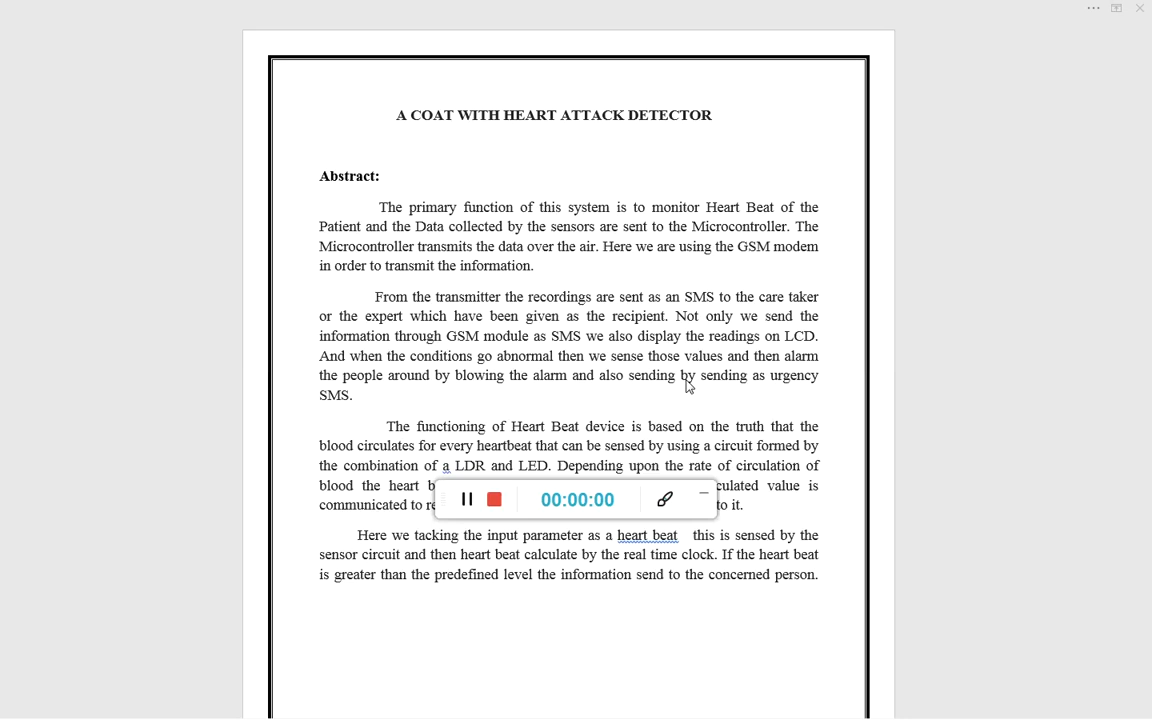 A COAT WITH HEART ATTACK DETECTOR
Abstract:
The primary function of this system is to monitor Heart Beat of the
Patient and the Data collected by the sensors are sent to the Microcontroller. The
Microcontroller transmits the data over the air. Here we are using the GSM modem
in order to transmit the information.
From the transmitter the recordings are sent as an SMS to the care taker
or the expert which have been given as the recipient. Not only we send the
information through GSM module as SMS we also display the readings on LCD.
And when the conditions go abnormal then we sense those values and then alarm
the people around by blowing the alarm and also sending by sending as urgency
SMS.
The functioning of Heart Beat device is based on the truth that the
blood circulates for every heartbeat that can be sensed by using a circuit formed by
the combination of a LDR and LED. Depending upon the rate of circulation of
blood the heart value is
communicated to to it.
00:00:00
Here we tacking the input parameter as a heart beat this is sensed by the
sensor circuit and then heart beat calculate by the real time clock. If the heart beat
is greater than the predefined level the information send to the concerned person.